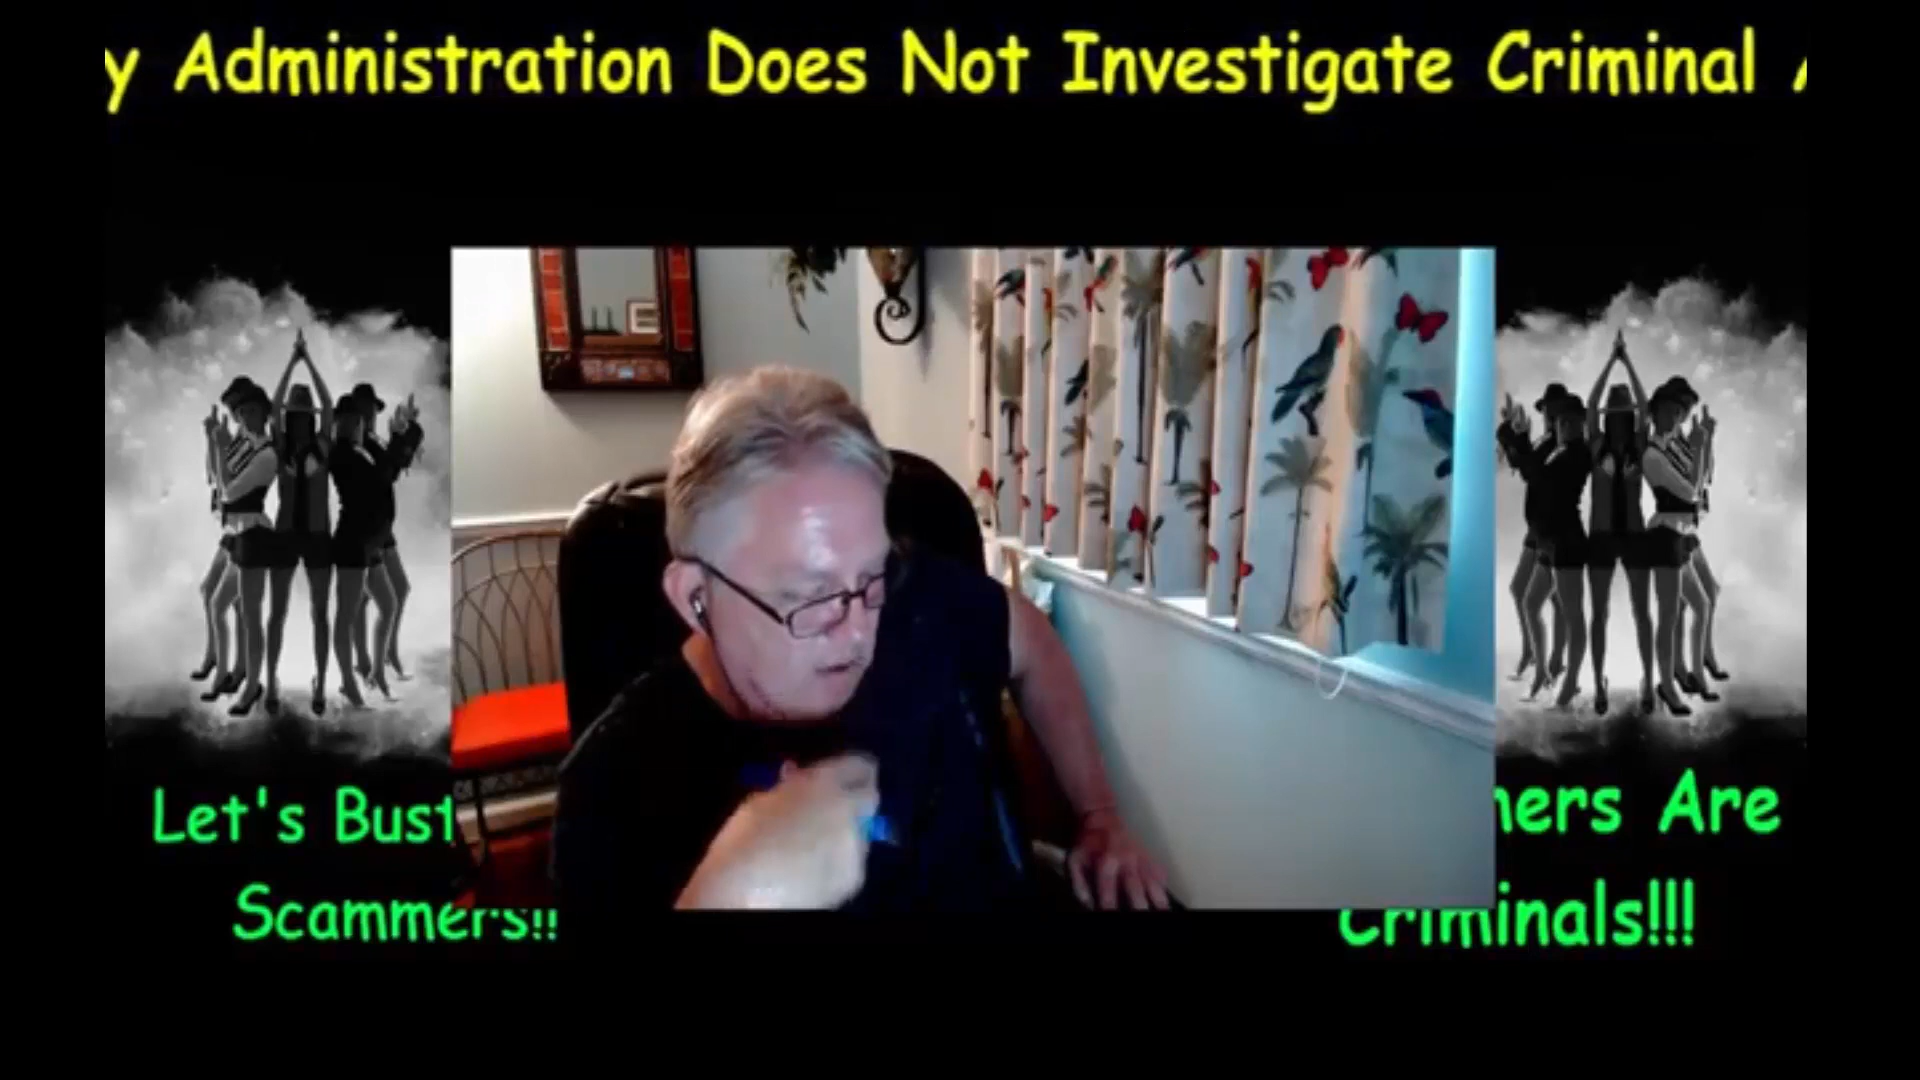 y Administration Does Not Investigate Criminal
Let's Bust
Scammers!!
ners Are
Criminals!!!